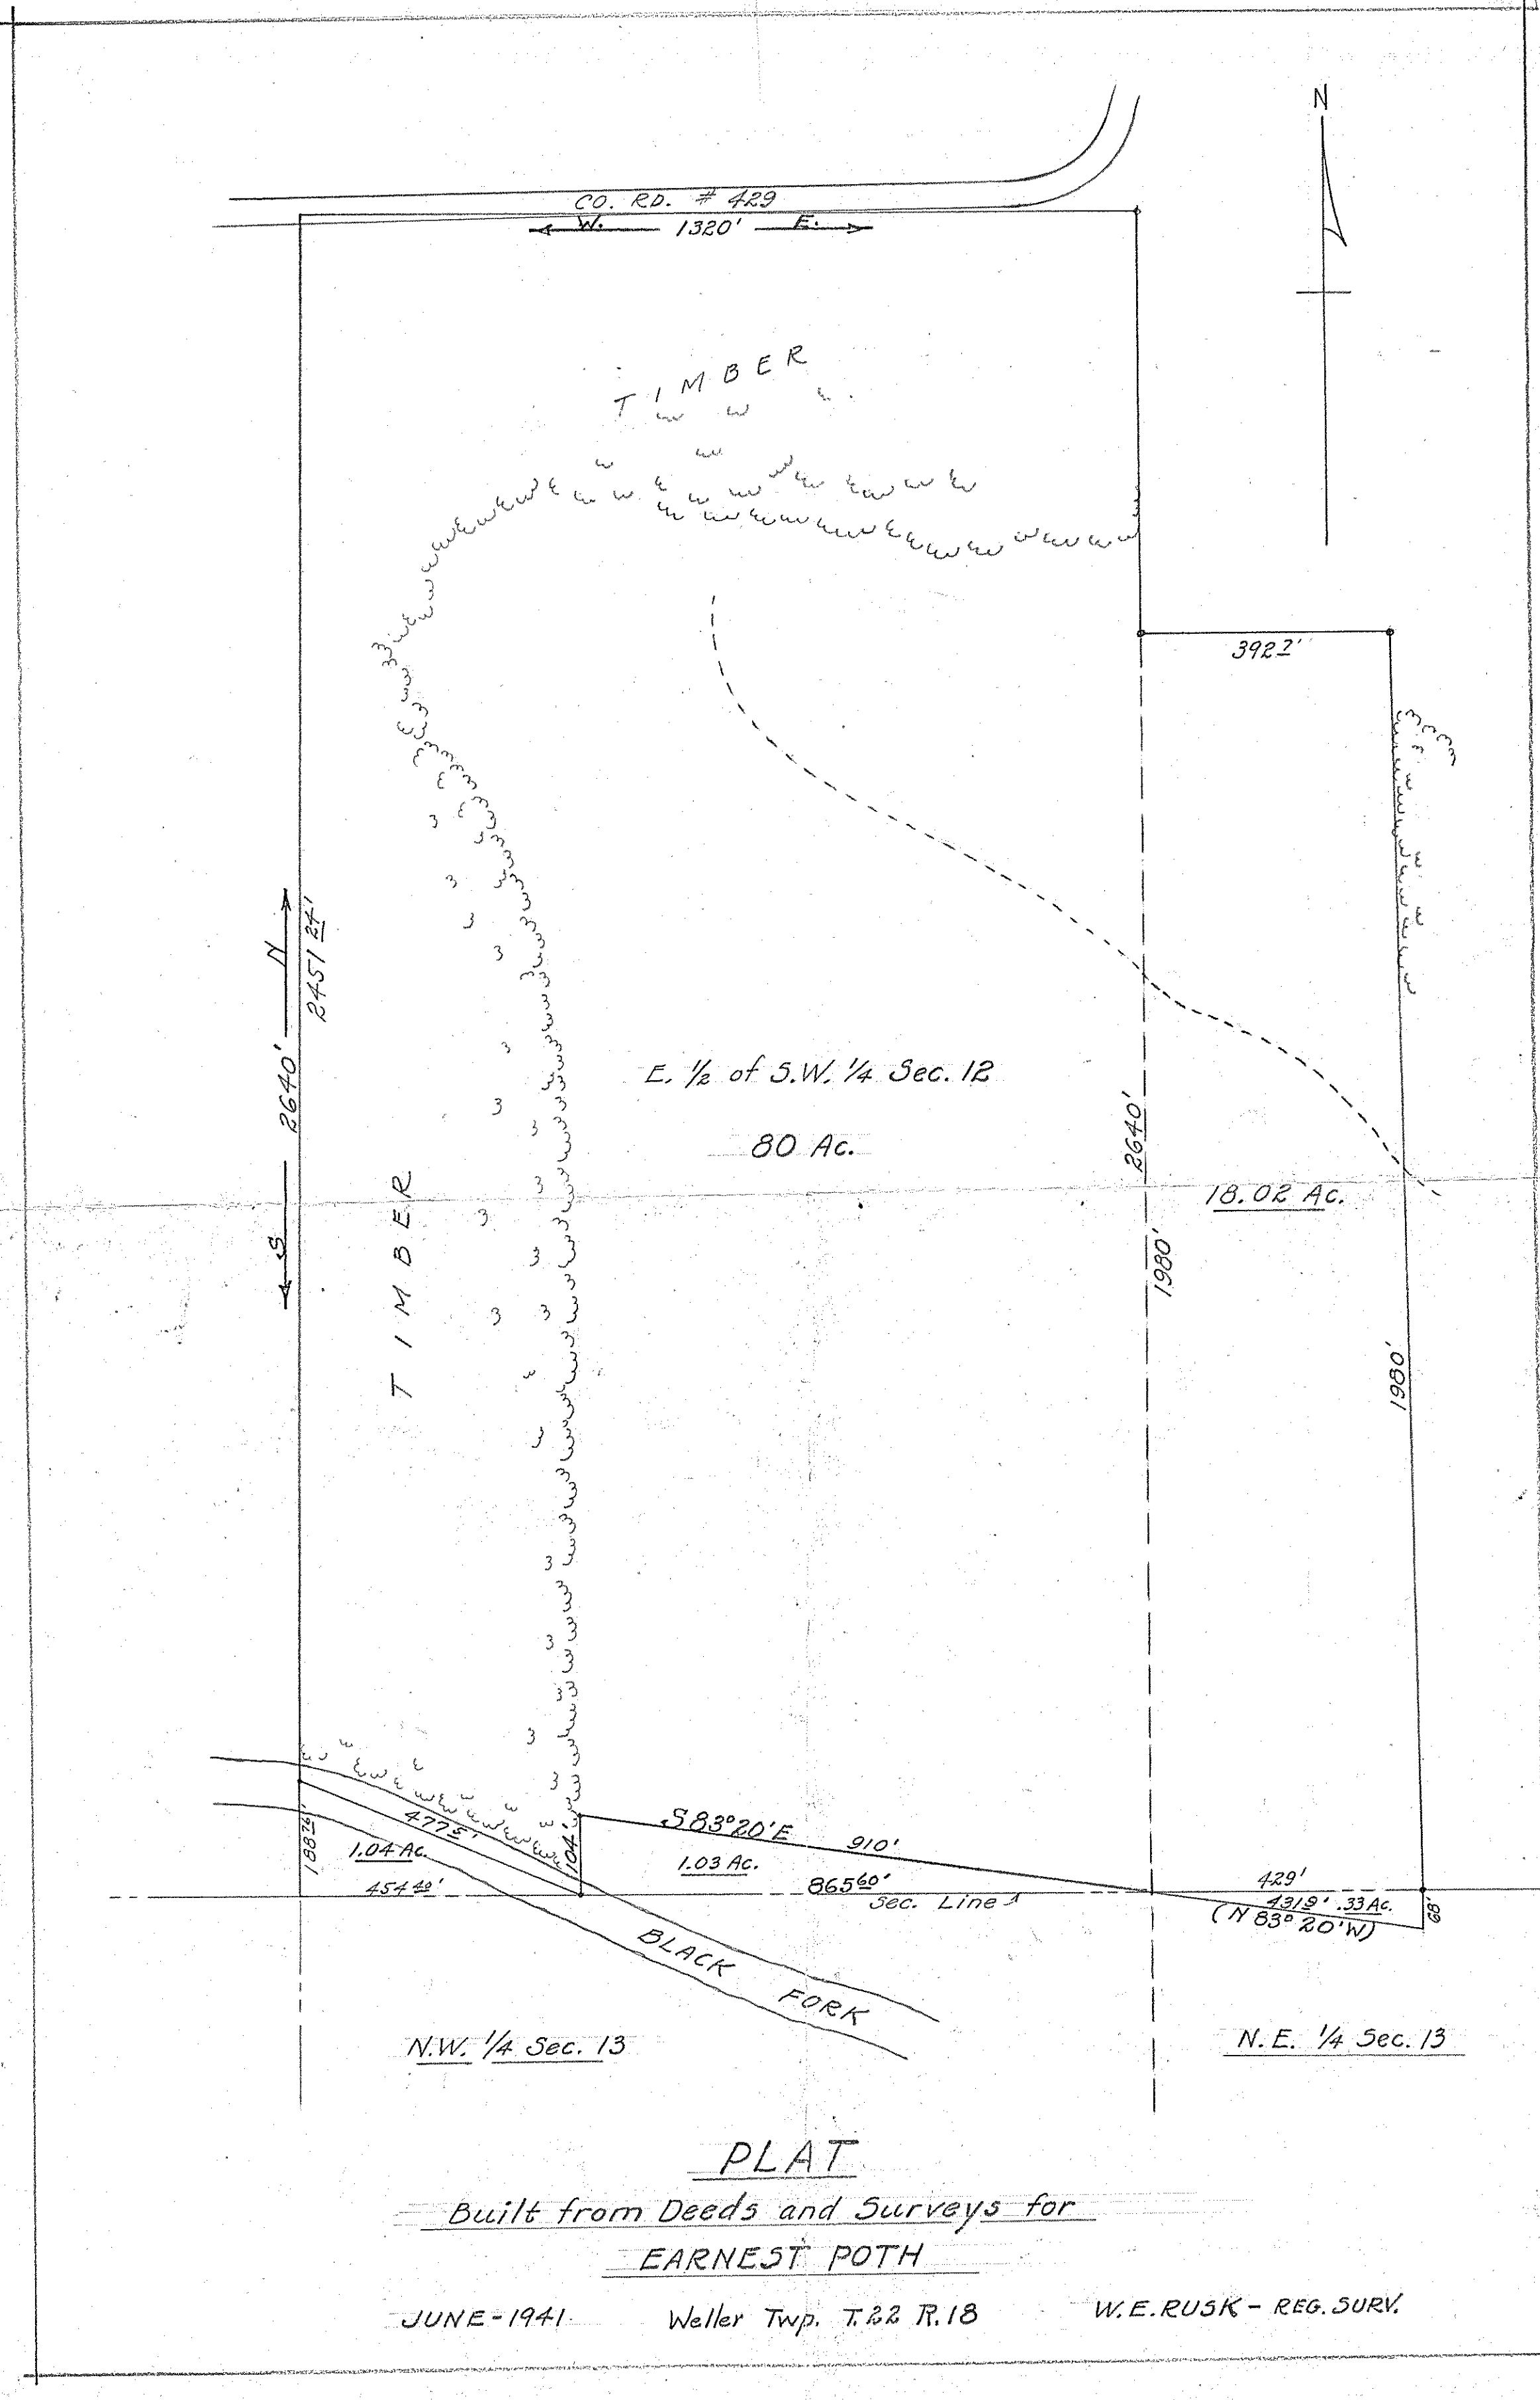 N
CO. RD. # 429
W. 1320' E.
TIMBER
392 7'
N
2451 24'
2640'
S
E. 1/2 of S.W. 1/4 Sec. 12
80 Ac.
2640'
18.02 Ac.
1980'
1980'
TIMBER
188 76'
477 5'
1.04 Ac.
454 40'
104'
S 83° 20' E 910'
1.03 Ac.
865 60'
Sec. Line
429'
431 9' .33 Ac.
(N 83° 20' W)
68'
BLACK FORK
N.W. 1/4 Sec. 13
N.E. 1/4 Sec. 13
PLAT
Built from Deeds and Surveys for
EARNEST POTH
JUNE-1941. Weller Twp. T.22 R.18 W.E. RUSK - REG. SURV.